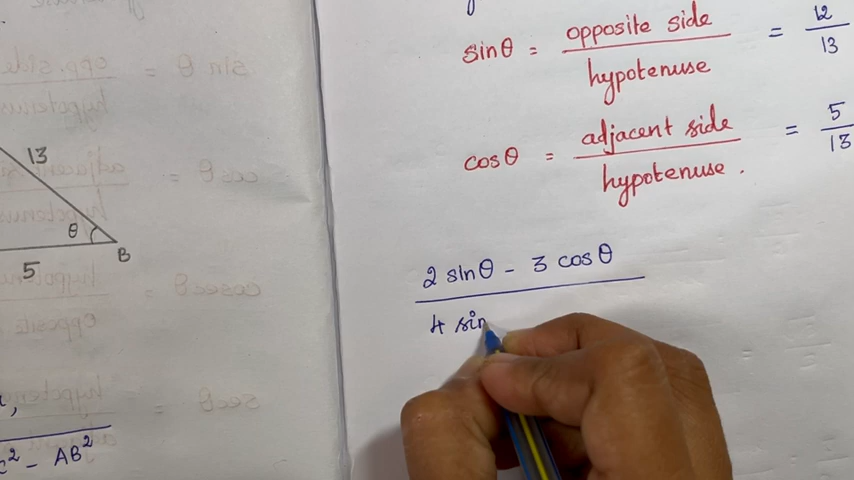 13
θ
B
5
c² - AB²
sinθ = opposite side / hypotenuse = 12/13
cosθ = adjacent side / hypotenuse. = 5/13
2 sinθ - 3 cosθ
4 sin